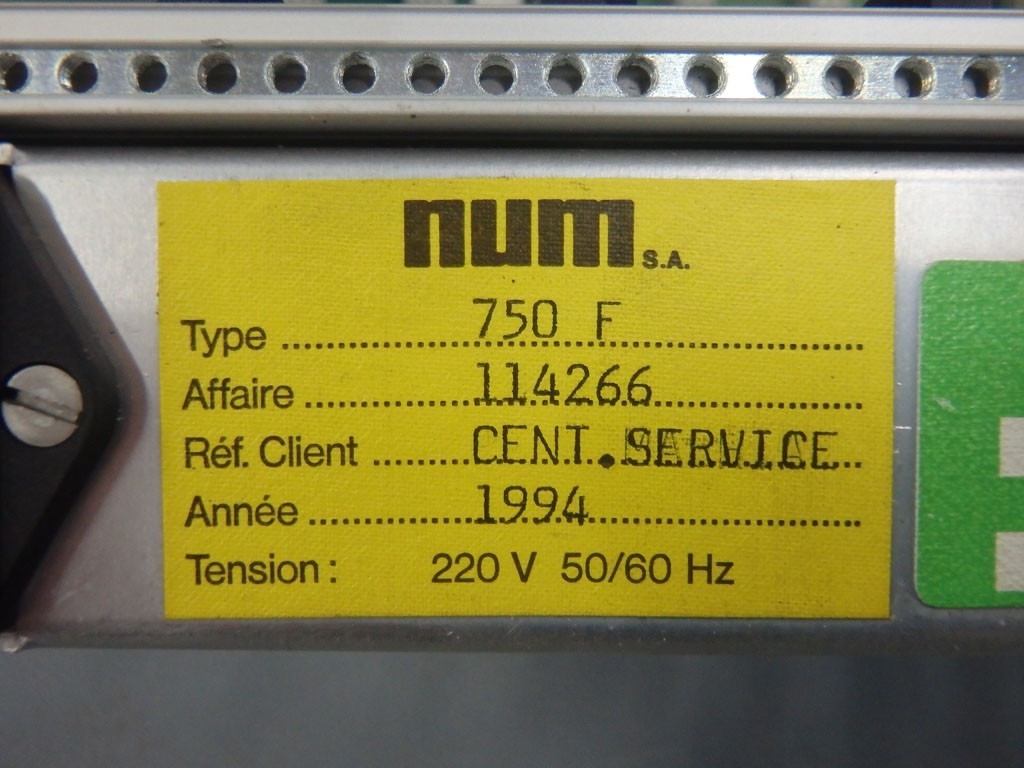 num S.A.
Type 750 F
Affaire 114266
Réf. Client CENT. SERVICE
Année 1994
Tension : 220 V 50/60 Hz